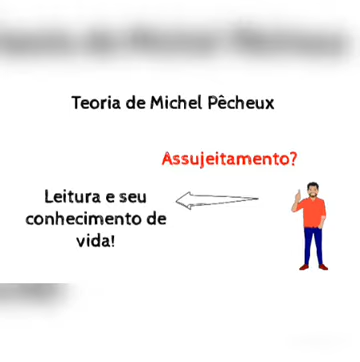 Teoria de Michel Pêcheux
Assujeitamento?
Leitura e seu
conhecimento de
vida!